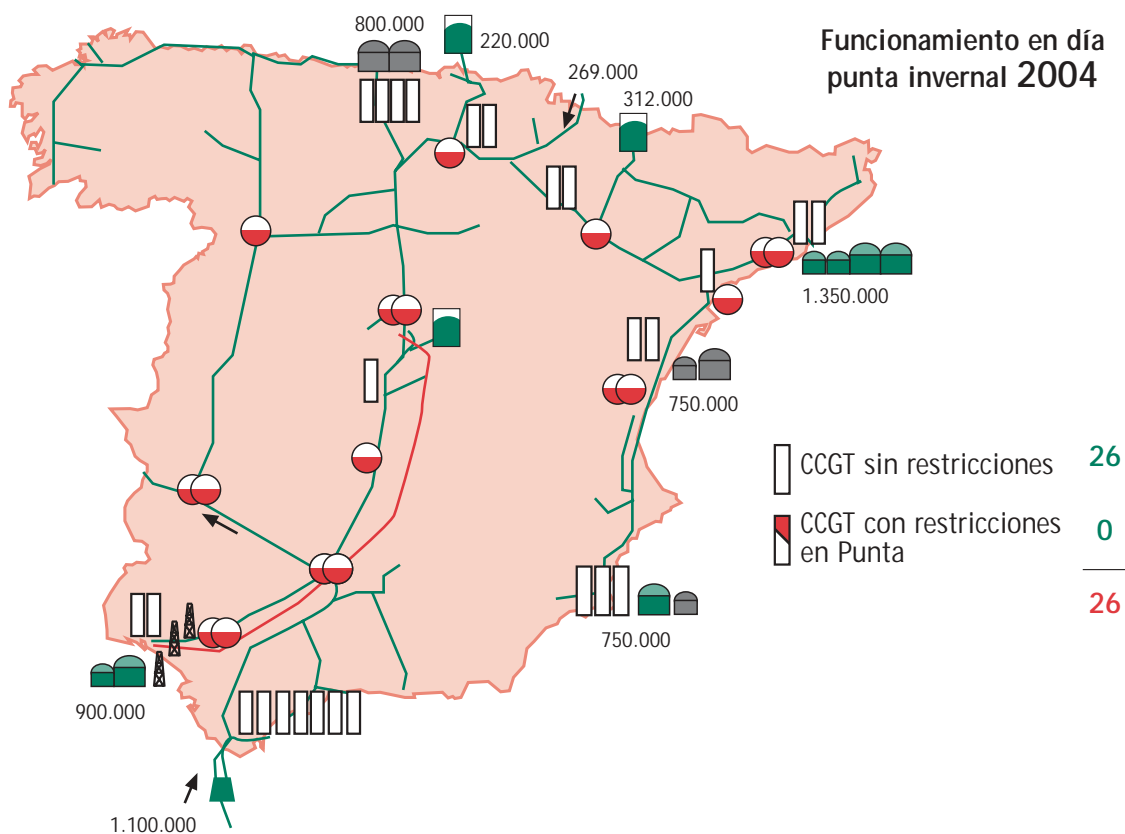 Funcionamiento en día
punta invernal 2004
800.000
220.000
269.000
312.000
1.350.000
750.000
CCGT sin restricciones 26
CCGT con restricciones
en Punta 0
26
750.000
900.000
1.100.000